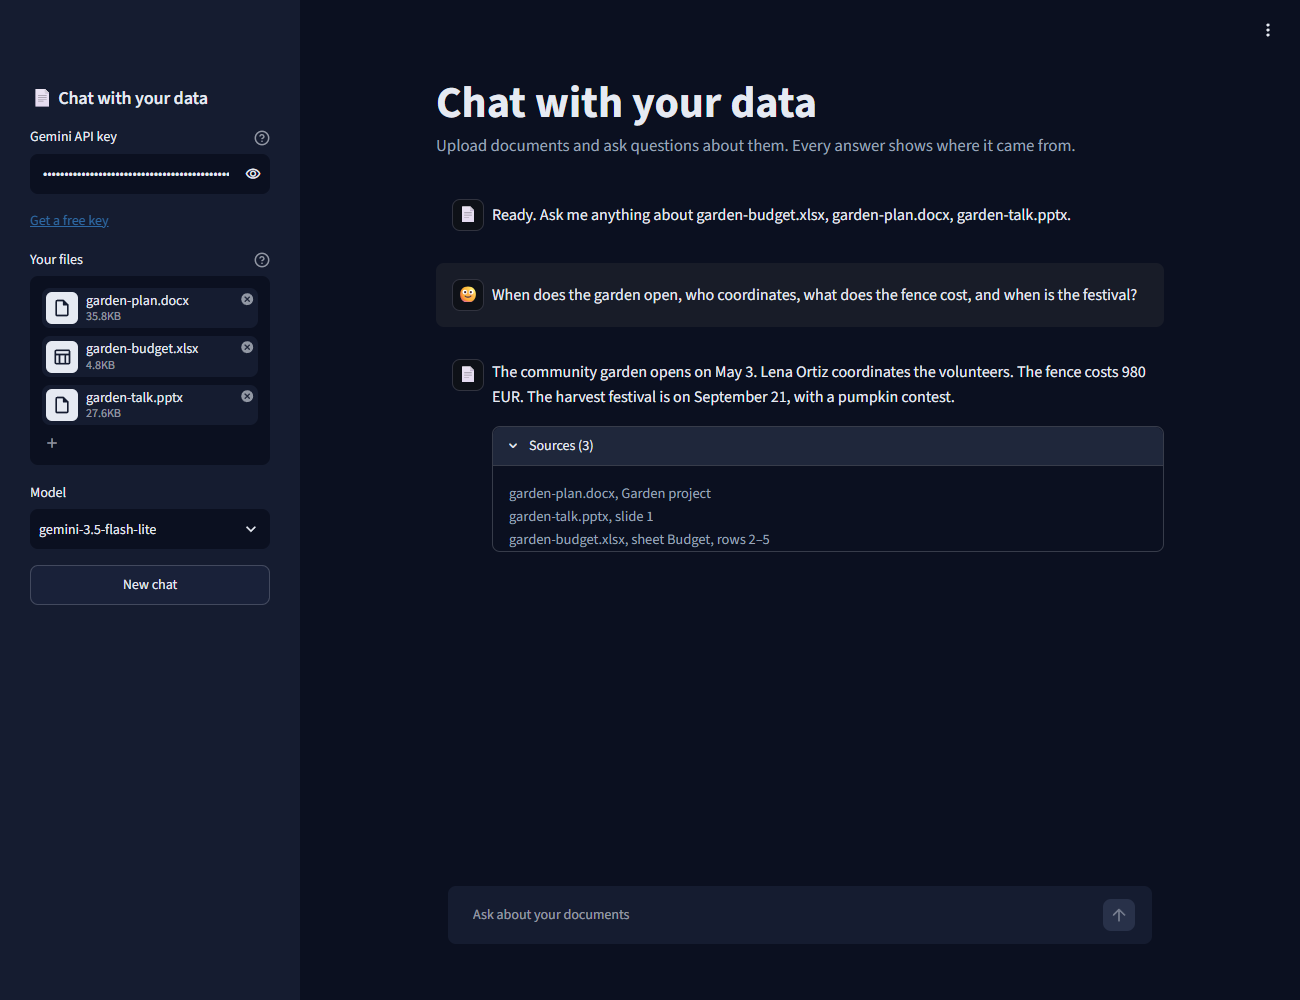 Chat with your data
Gemini API key
••••••••••••••••••••••••••••••••••••••••••••
Get a free key
Your files
garden-plan.docx
35.8KB
garden-budget.xlsx
4.8KB
garden-talk.pptx
27.6KB
Model
gemini-3.5-flash-lite
New chat
Chat with your data
Upload documents and ask questions about them. Every answer shows where it came from.
Ready. Ask me anything about garden-budget.xlsx, garden-plan.docx, garden-talk.pptx.
When does the garden open, who coordinates, what does the fence cost, and when is the festival?
The community garden opens on May 3. Lena Ortiz coordinates the volunteers. The fence costs 980
EUR. The harvest festival is on September 21, with a pumpkin contest.
Sources (3)
garden-plan.docx, Garden project
garden-talk.pptx, slide 1
garden-budget.xlsx, sheet Budget, rows 2–5
Ask about your documents